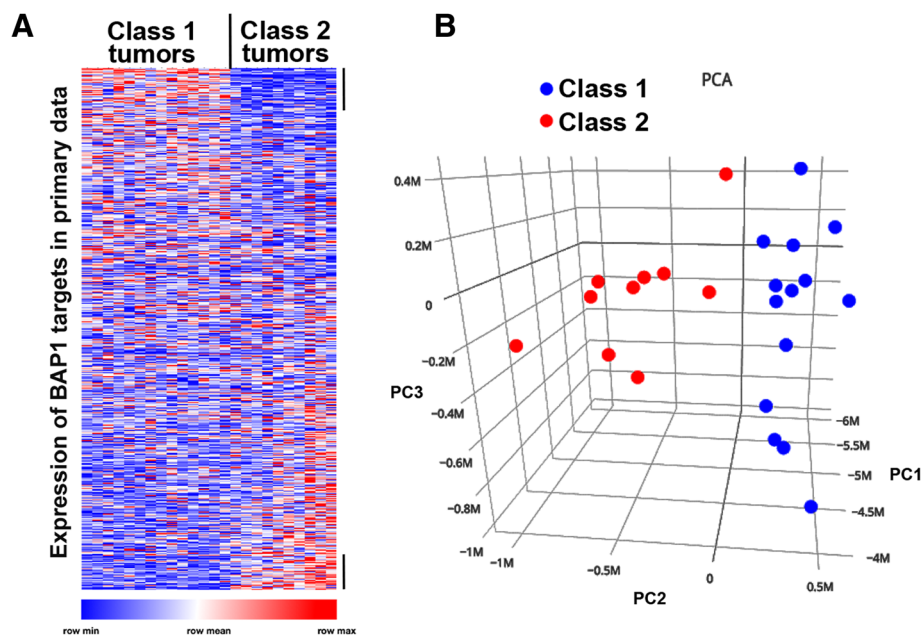 A
Class 1
tumors
Class 2
tumors
Expression of BAP1 targets in primary data
row min
row mean
row max
B
PCA
Class 1
Class 2
0.4M
0.2M
0
−0.2M
−0.4M
−0.6M
−0.8M
−1M
PC3
−1M
−0.5M
0
0.5M
PC2
−6M
−5.5M
−5M
−4.5M
−4M
PC1